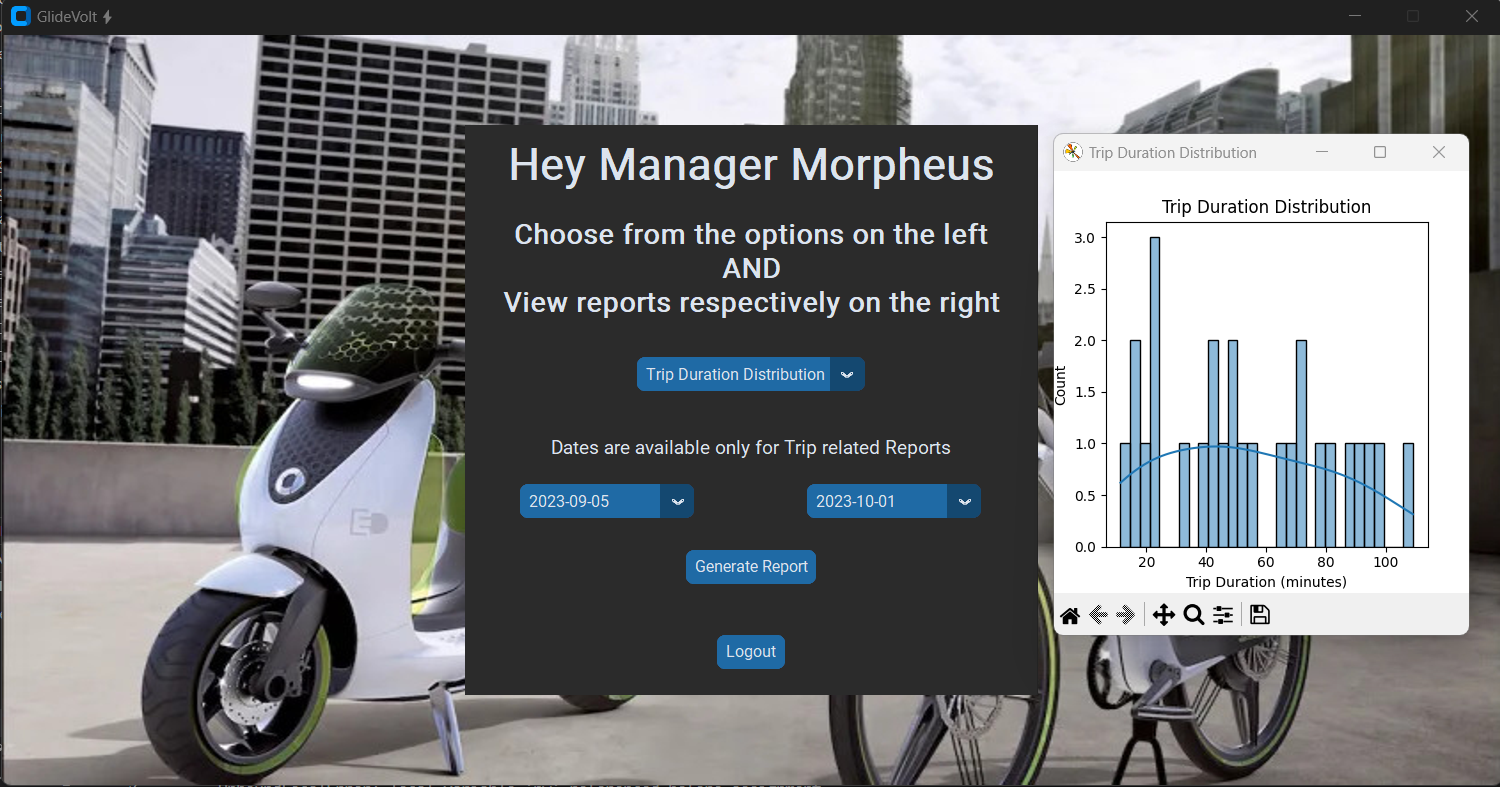 GlideVolt
Hey Manager Morpheus
Choose from the options on the left
AND
View reports respectively on the right
Trip Duration Distribution
Dates are available only for Trip related Reports
2023-09-05
2023-10-01
Generate Report
Logout
Trip Duration Distribution
Trip Duration Distribution
3.0
2.5
2.0
1.5
1.0
0.5
0.0
Count
20 40 60 80 100
Trip Duration (minutes)
ED